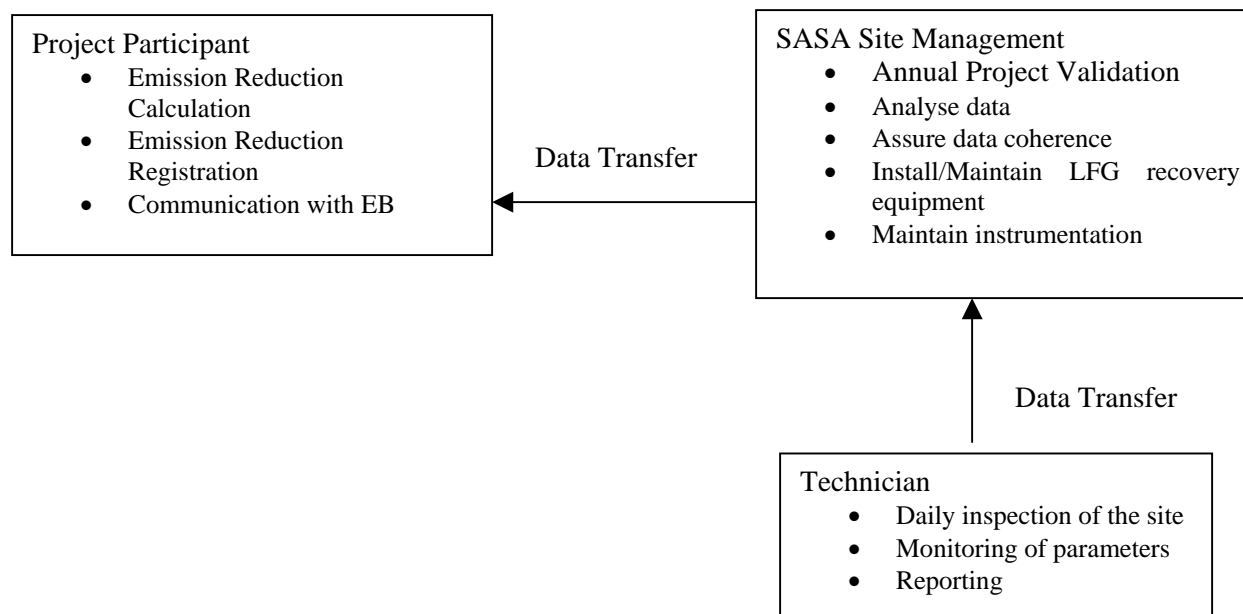 Project Participant
• Emission Reduction
Calculation
• Emission Reduction
Registration
• Communication with EB
Data Transfer
SASA Site Management
• Annual Project Validation
• Analyse data
• Assure data coherence
• Install/Maintain LFG recovery
equipment
• Maintain instrumentation
Data Transfer
Technician
• Daily inspection of the site
• Monitoring of parameters
• Reporting